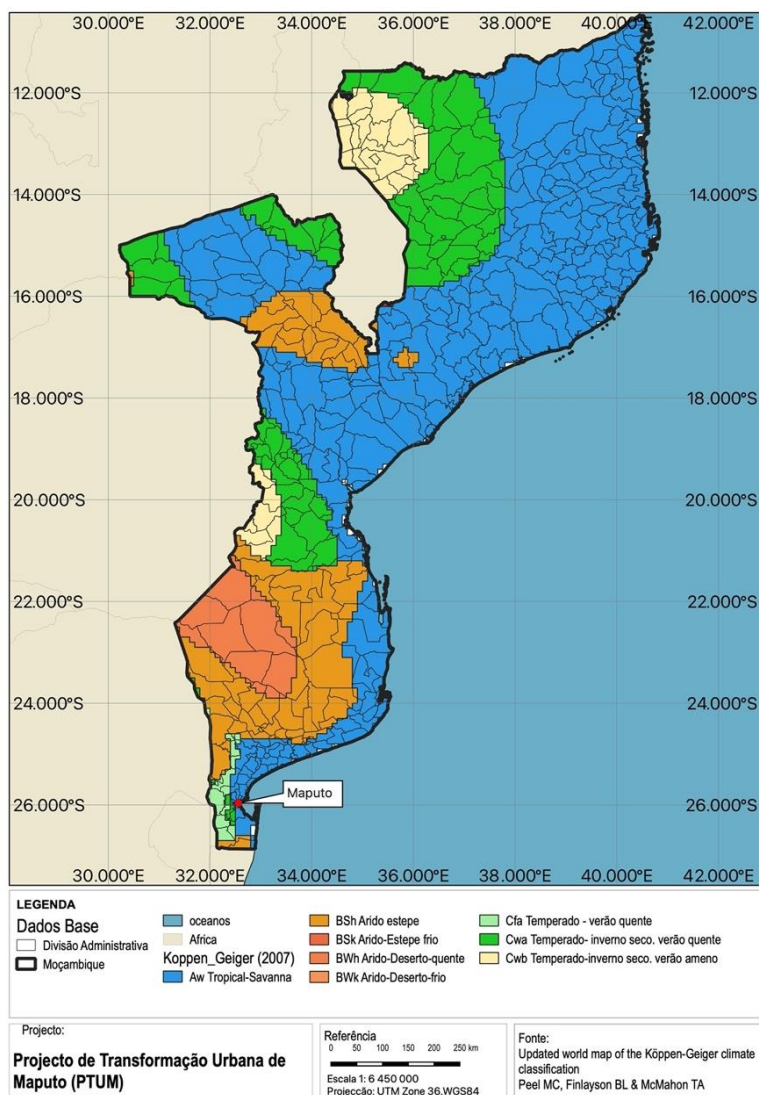 30.000°E 32.000°E 34.000°E 36.000°E 38.000°E 40.000°E 42.000°E
12.000°S 12.000°S
14.000°S 14.000°S
16.000°S 16.000°S
18.000°S 18.000°S
20.000°S 20.000°S
22.000°S 22.000°S
24.000°S 24.000°S
Maputo
26.000°S 26.000°S
30.000°E 32.000°E 34.000°E 36.000°E 38.000°E 40.000°E 42.000°E
LEGENDA
Dados Base
Divisão Administrativa
Moçambique
oceanos
Africa
Koppen_Geiger (2007)
Aw Tropical-Savanna
BSh Arido estepe
BSk Arido-Estepe frio
BWh Arido-Deserto-quente
BWk Arido-Deserto-frio
Cfa Temperado - verão quente
Cwa Temperado- inverno seco. verão quente
Cwb Temperado-inverno seco. verão ameno
Projecto:
Projecto de Transformação Urbana de
Maputo (PTUM)
Referência
0 50 100 150 200 250 km
Escala 1: 6 450 000
Projecção: UTM Zone 36.WGS84
Fonte:
Updated world map of the Köppen-Geiger climate
classification
Peel MC, Finlayson BL & McMahon TA